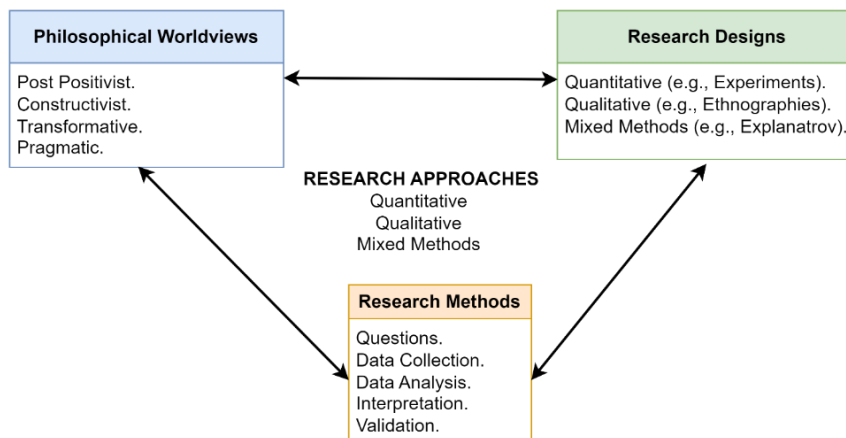 Philosophical Worldviews
Post Positivist.
Constructivist.
Transformative.
Pragmatic.
Research Designs
Quantitative (e.g., Experiments).
Qualitative (e.g., Ethnographies).
Mixed Methods (e.g., Explanatrov).
RESEARCH APPROACHES
Quantitative
Qualitative
Mixed Methods
Research Methods
Questions.
Data Collection.
Data Analysis.
Interpretation.
Validation.